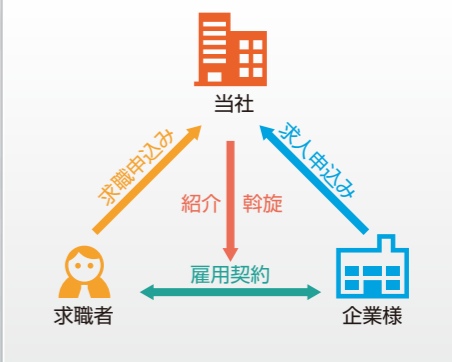 当社
求職申込み
求人申込み
紹介 斡旋
雇用契約
求職者
企業様